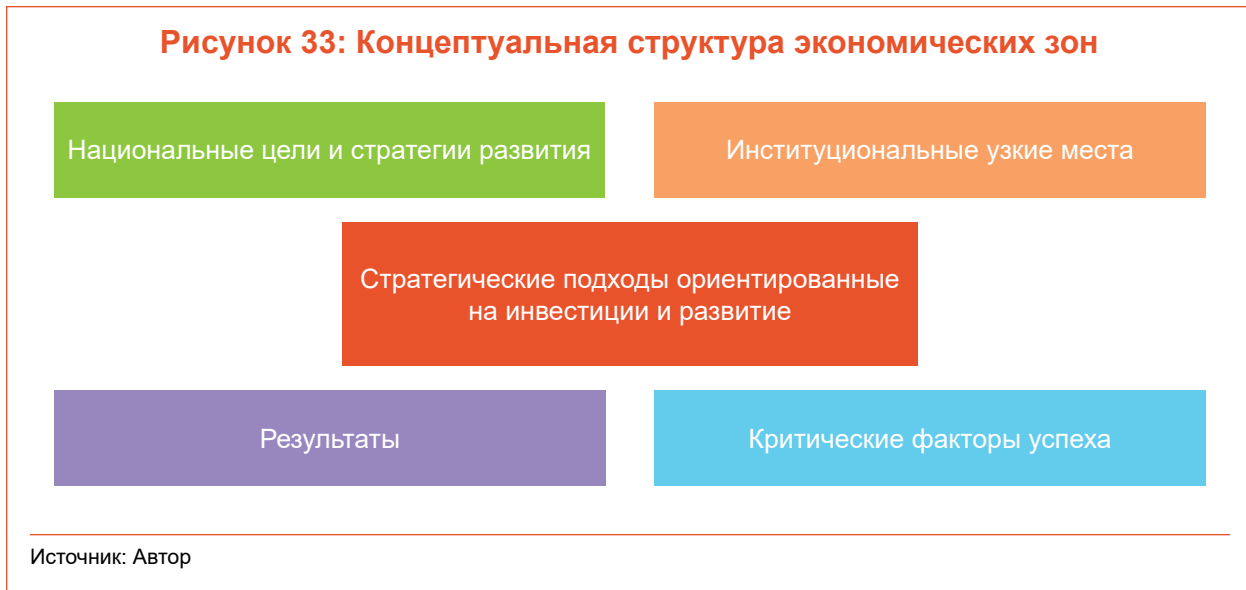 Рисунок 33: Концептуальная структура экономических зон
Национальные цели и стратегии развития
Институциональные узкие места
Стратегические подходы ориентированные
на инвестиции и развитие
Результаты
Критические факторы успеха
Источник: Автор